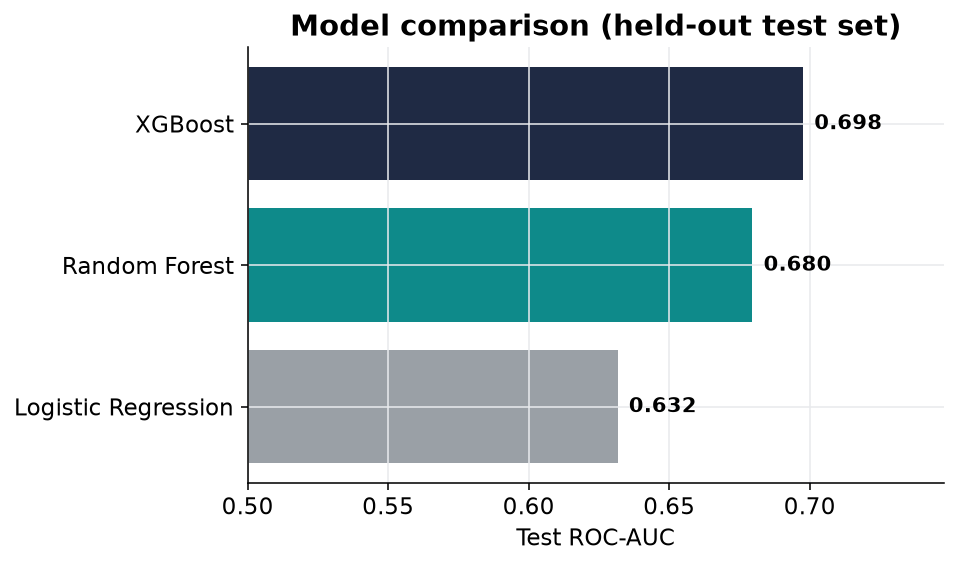 Model comparison (held-out test set)
XGBoost
0.698
Random Forest
0.680
Logistic Regression
0.632
0.50 0.55 0.60 0.65 0.70
Test ROC-AUC